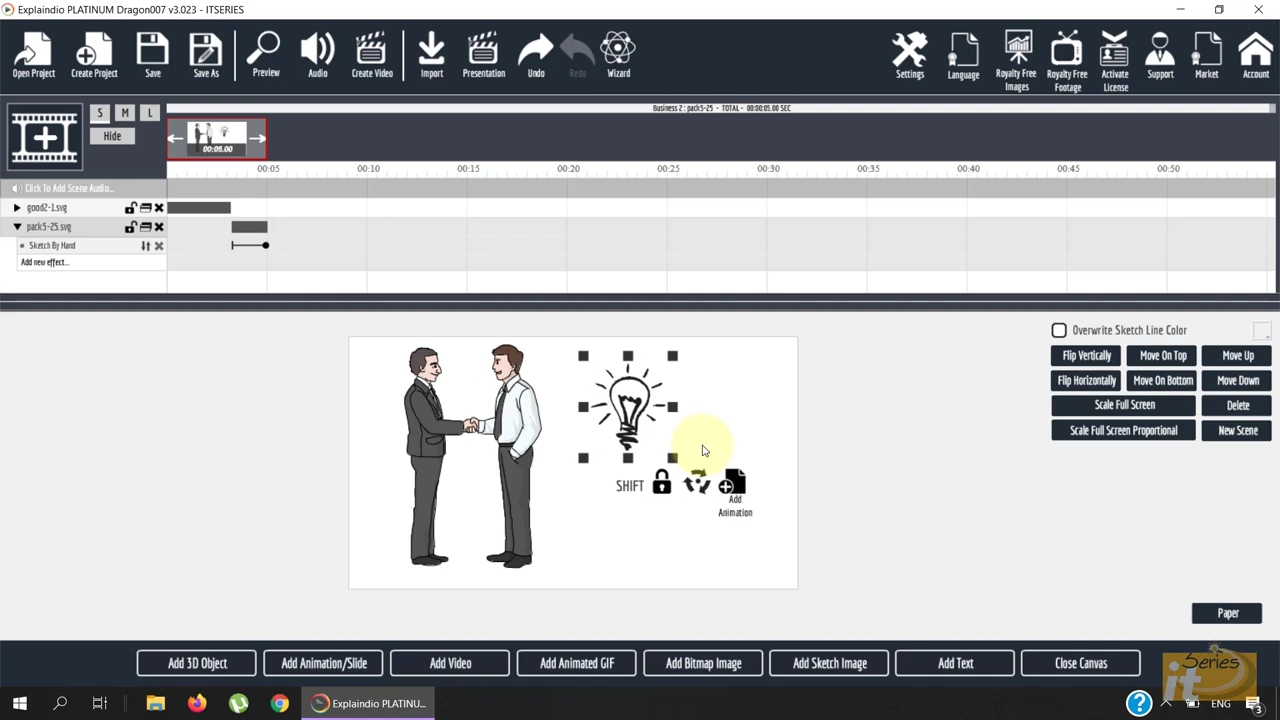 Explaindio PLATINUM Dragon007 v3.023 - ITSERIES
Open Project
Create Project
Save
Save As
Preview
Audio
Create Video
Import
Presentation
Undo
Redo
Wizard
Settings
Language
Royalty Free
Images
Royalty Free
Footage
Activate
License
Support
Market
Account
S
M
L
Hide
Business 2 : pack5-25 - TOTAL - 00:00:05.00 SEC
00:05.00
00:05
00:10
00:15
00:20
00:25
00:30
00:35
00:40
00:45
00:50
Click To Add Scene Audio...
good2-1.svg
pack5-25.svg
Sketch By Hand
Add new effect...
Overwrite Sketch Line Color
Flip Vertically
Move On Top
Move Up
Flip Horizontally
Move On Bottom
Move Down
Scale Full Screen
Delete
Scale Full Screen Proportional
New Scene
SHIFT
Add
Animation
Paper
Add 3D Object
Add Animation/Slide
Add Video
Add Animated GIF
Add Bitmap Image
Add Sketch Image
Add Text
Close Canvas
it Series
Explaindio PLATINU...
?
ENG
3